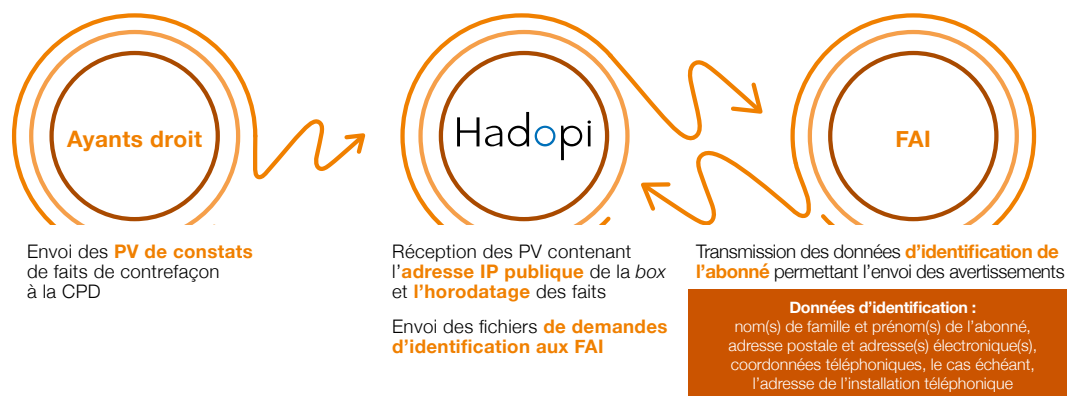 Ayants droit
Hadopi
FAI
Envoi des PV de constats
de faits de contrefaçon
à la CPD
Réception des PV contenant
l'adresse IP publique de la box
et l'horodatage des faits
Envoi des fichiers de demandes
d'identification aux FAI
Transmission des données d'identification de
l'abonné permettant l'envoi des avertissements
Données d'identification :
nom(s) de famille et prénom(s) de l'abonné,
adresse postale et adresse(s) électronique(s),
coordonnées téléphoniques, le cas échéant,
l'adresse de l'installation téléphonique